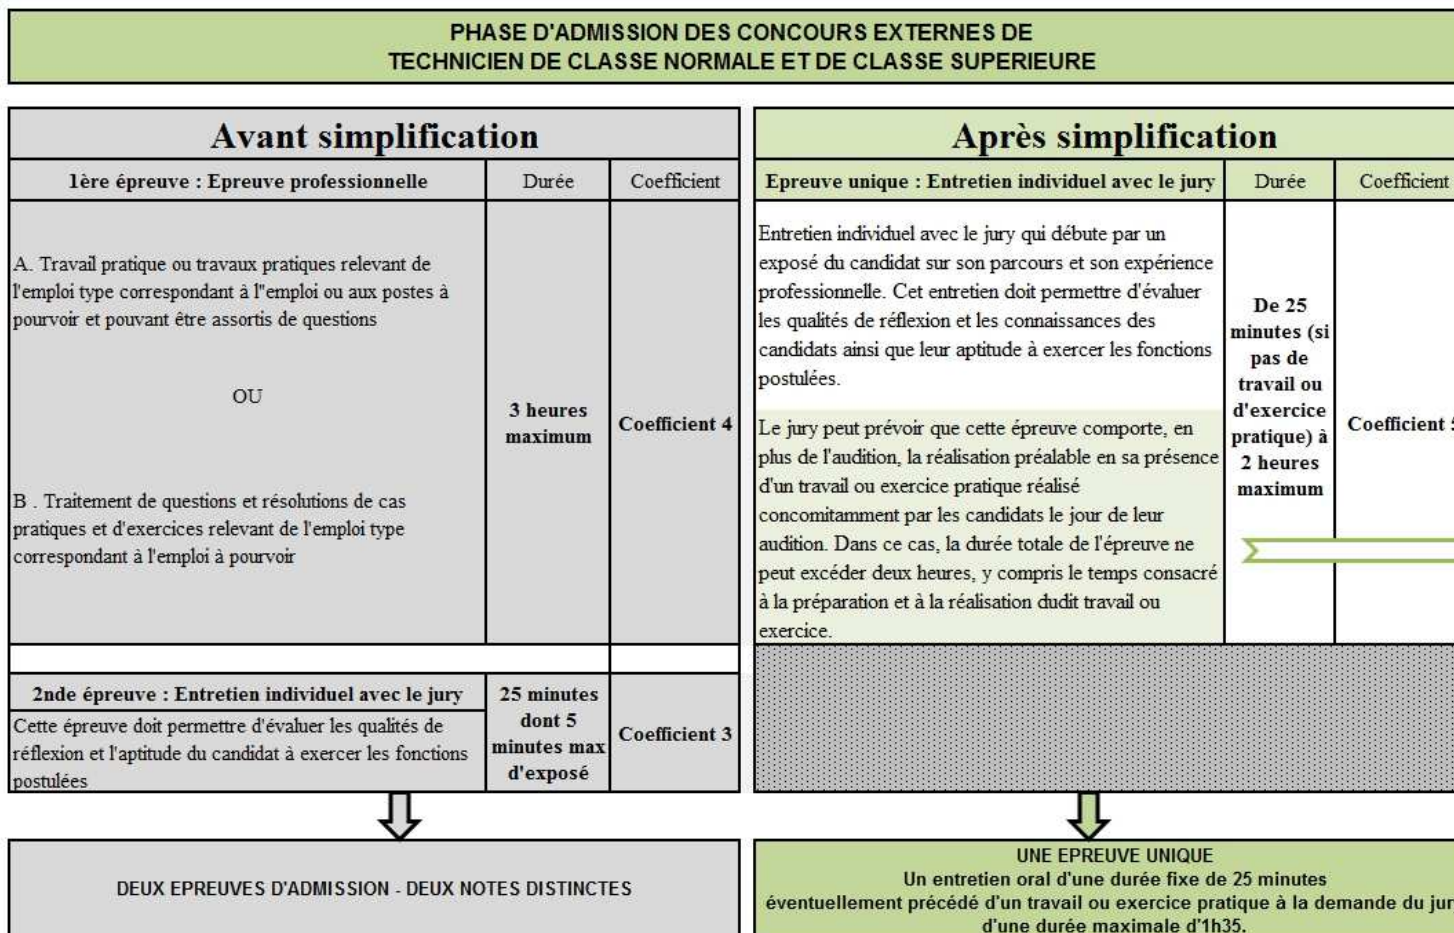 PHASE D'ADMISSION DES CONCOURS EXTERNES DE
TECHNICIEN DE CLASSE NORMALE ET DE CLASSE SUPERIEURE
Avant simplification
1ère épreuve : Epreuve professionnelle
Durée
Coefficient
A. Travail pratique ou travaux pratiques relevant de
l'emploi type correspondant à l"emploi ou aux postes à
pourvoir et pouvant être assortis de questions
OU
B . Traitement de questions et résolutions de cas
pratiques et d'exercices relevant de l'emploi type
correspondant à l'emploi à pourvoir
3 heures
maximum
Coefficient 4
2nde épreuve : Entretien individuel avec le jury
Cette épreuve doit permettre d'évaluer les qualités de
réflexion et l'aptitude du candidat à exercer les fonctions
postulées
25 minutes
dont 5
minutes max
d'exposé
Coefficient 3
DEUX EPREUVES D'ADMISSION - DEUX NOTES DISTINCTES
Après simplification
Epreuve unique : Entretien individuel avec le jury
Durée
Coefficient
Entretien individuel avec le jury qui débute par un
exposé du candidat sur son parcours et son expérience
professionnelle. Cet entretien doit permettre d'évaluer
les qualités de réflexion et les connaissances des
candidats ainsi que leur aptitude à exercer les fonctions
postulées.
Le jury peut prévoir que cette épreuve comporte, en
plus de l'audition, la réalisation préalable en sa présence
d'un travail ou exercice pratique réalisé
concomitamment par les candidats le jour de leur
audition. Dans ce cas, la durée totale de l'épreuve ne
peut excéder deux heures, y compris le temps consacré
à la préparation et à la réalisation dudit travail ou
exercice.
De 25
minutes (si
pas de
travail ou
d'exercice
pratique) à
2 heures
maximum
Coefficient 5
UNE EPREUVE UNIQUE
Un entretien oral d'une durée fixe de 25 minutes
éventuellement précédé d'un travail ou exercice pratique à la demande du jur
d'une durée maximale d'1h35.